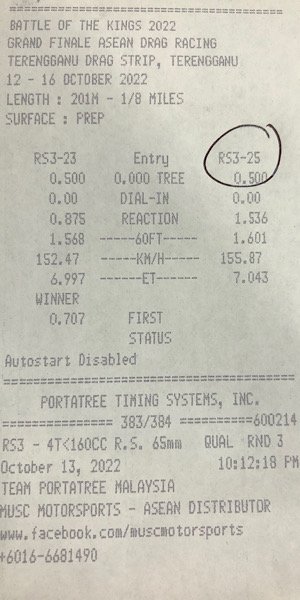 BATTLE OF THE KINGS 2022
GRAND FINALE ASEAN DRAG RACING
TERENGGANU DRAG STRIP, TERENGGANU
12 - 16 OCTOBER 2022
LENGTH : 201M - 1/8 MILES
SURFACE : PREP
RS3-23 Entry RS3-25
0.500 0.000 TREE 0.500
0.00 DIAL-IN 0.00
0.875 REACTION 1.536
1.568 -----60FT----- 1.601
152.47 -----KM/H----- 155.87
6.997 ------ET------ 7.043
WINNER
0.707 FIRST
STATUS
Autostart Disabled
========================================
PORTATREE TIMING SYSTEMS, INC.
=============== 383/384 ==========600214
RS3 - 4T<160CC R.S. 65mm QUAL RND 3
October 13, 2022 10:12:18 PM
TEAM PORTATREE MALAYSIA
MUSC MOTORSPORTS - ASEAN DISTRIBUTOR
www.facebook.com/muscmotorsports
+6016-6681490